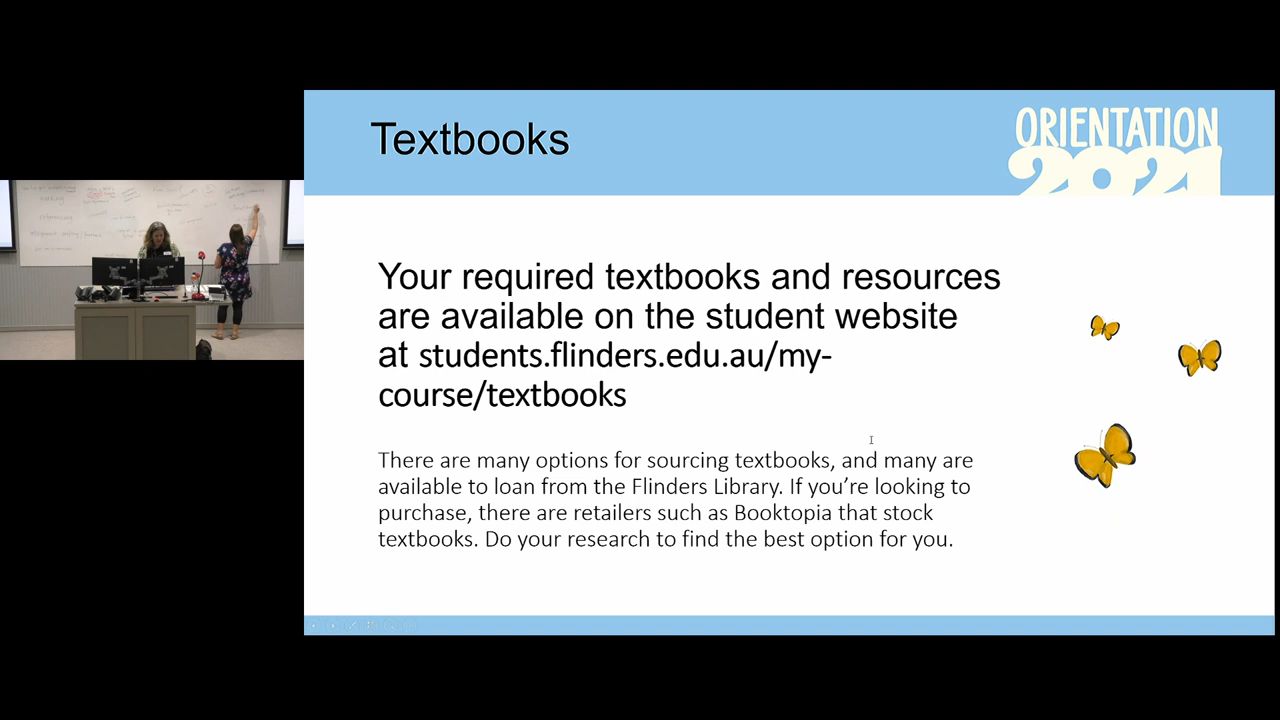 Textbooks
ORIENTATION
2021
Your required textbooks and resources
are available on the student website
at students.flinders.edu.au/my-
course/textbooks
There are many options for sourcing textbooks, and many are
available to loan from the Flinders Library. If you’re looking to
purchase, there are retailers such as Booktopia that stock
textbooks. Do your research to find the best option for you.